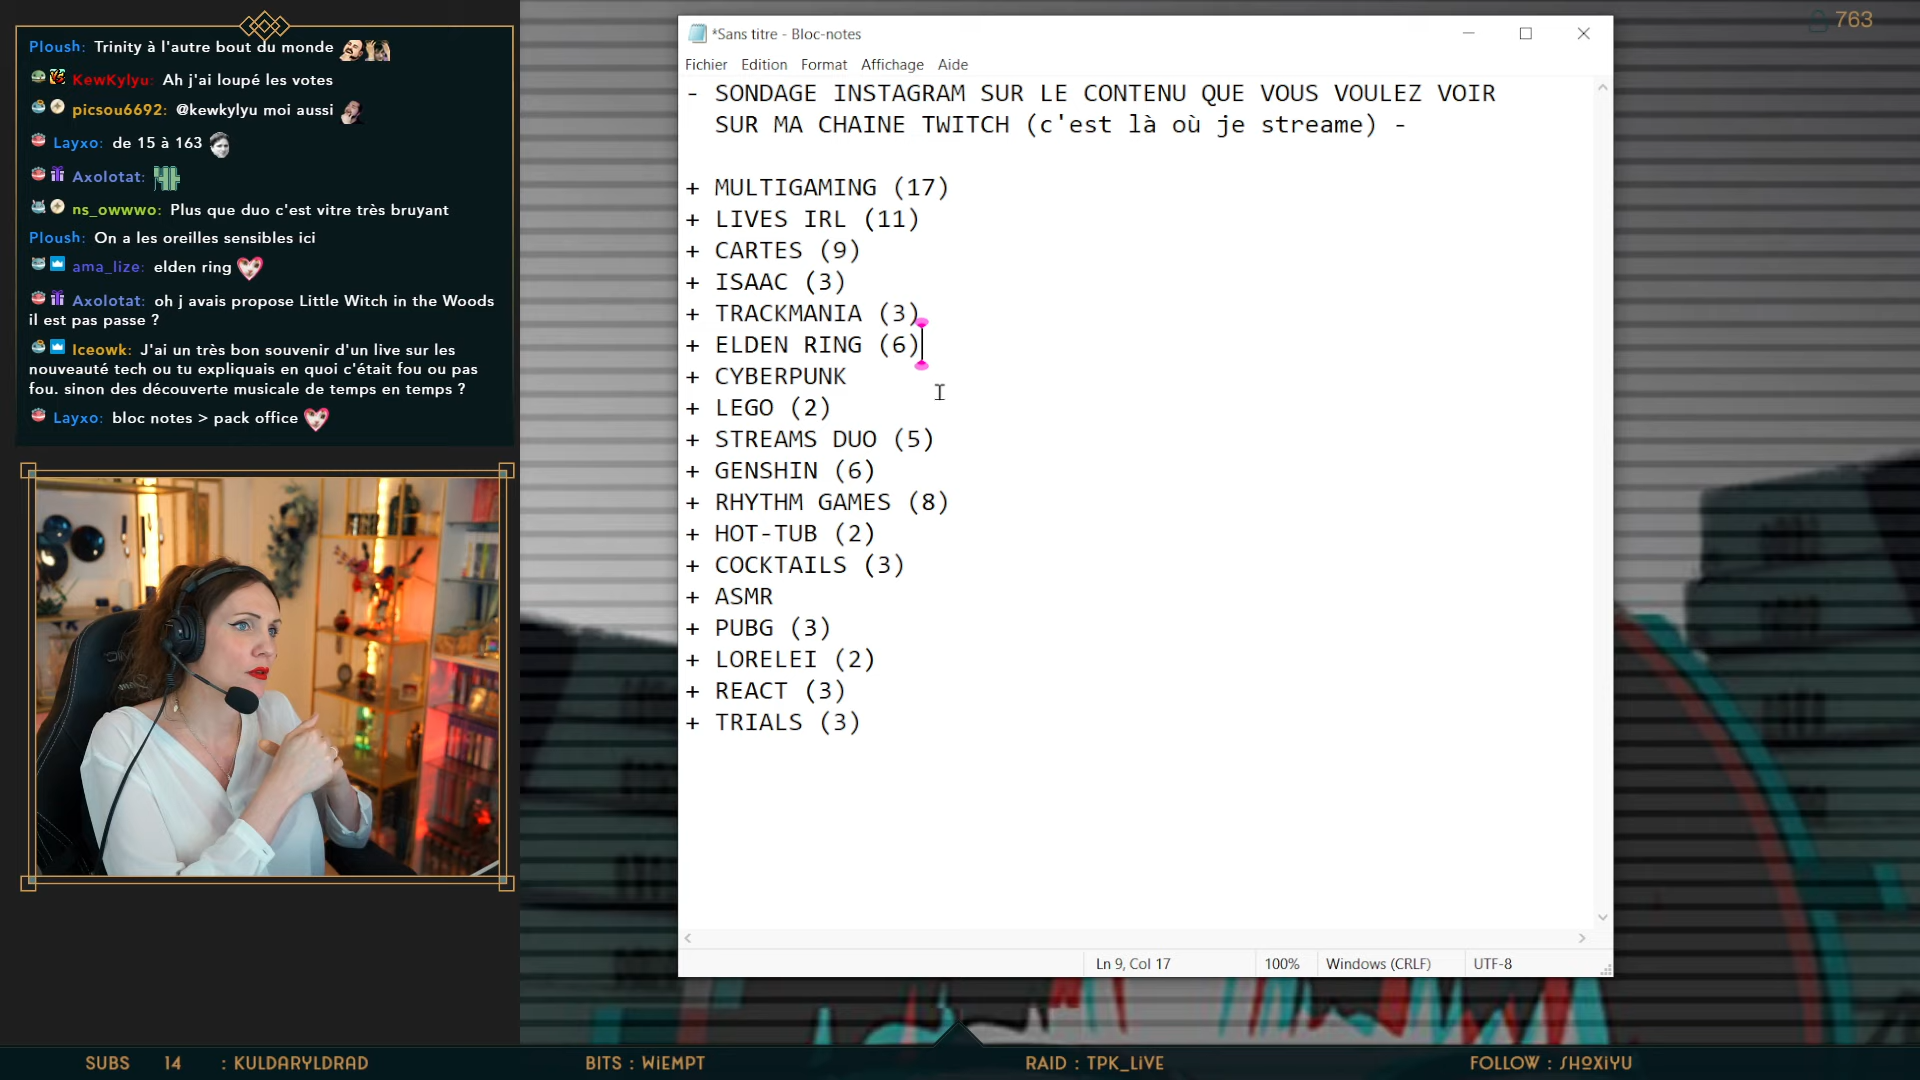 Ploush: Trinity à l'autre bout du monde
KewKylyu: Ah j'ai loupé les votes
picsou6692: @kewkylyu moi aussi
Layxo: de 15 à 163
Axolotat:
ns_owwwo: Plus que duo c'est vitre très bruyant
Ploush: On a les oreilles sensibles ici
ama_lize: elden ring
Axolotat: oh j avais propose Little Witch in the Woods
il est pas passe ?
Iceowk: J'ai un très bon souvenir d'un live sur les
nouveauté tech ou tu expliquais en quoi c'était fou ou pas
fou. sinon des découverte musicale de temps en temps ?
Layxo: bloc notes > pack office
763
*Sans titre - Bloc-notes
Fichier Edition Format Affichage Aide
- SONDAGE INSTAGRAM SUR LE CONTENU QUE VOUS VOULEZ VOIR
SUR MA CHAINE TWITCH (c'est là où je streame) -
+ MULTIGAMING (17)
+ LIVES IRL (11)
+ CARTES (9)
+ ISAAC (3)
+ TRACKMANIA (3)
+ ELDEN RING (6)
+ CYBERPUNK
+ LEGO (2)
+ STREAMS DUO (5)
+ GENSHIN (6)
+ RHYTHM GAMES (8)
+ HOT-TUB (2)
+ COCKTAILS (3)
+ ASMR
+ PUBG (3)
+ LORELEI (2)
+ REACT (3)
+ TRIALS (3)
Ln 9, Col 17 100% Windows (CRLF) UTF-8
SUBS 14 : KULDARYLDRAD BITS : WIEMPT RAID : TPK_LIVE FOLLOW : SHOXIYU